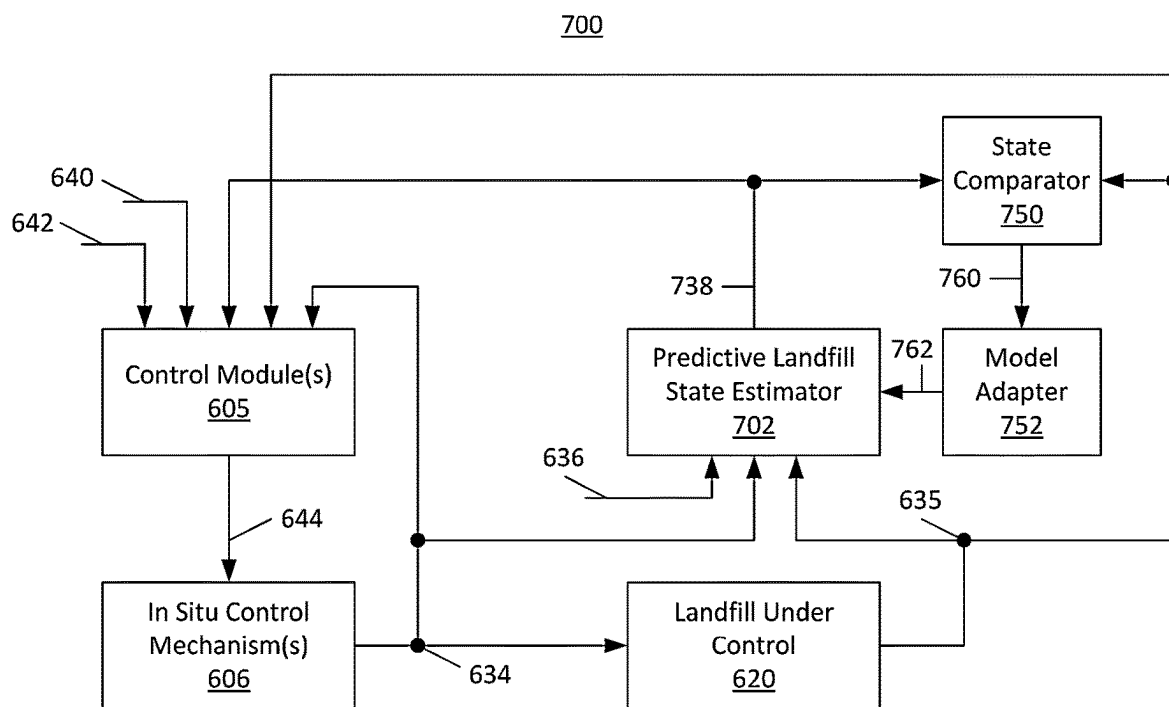 700
640
642
State
Comparator
750
738
760
Control Module(s)
605
Predictive Landfill
State Estimator
702
762
Model
Adapter
752
636
644
635
In Situ Control
Mechanism(s)
606
634
Landfill Under
Control
620